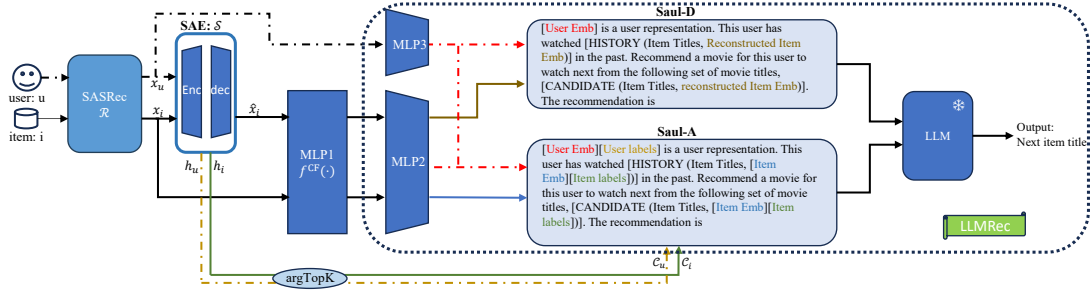 SAE: 𝒮
Saul-D
[User Emb] is a user representation. This user has
watched [HISTORY (Item Titles, Reconstructed Item
Emb)] in the past. Recommend a movie for this user to
watch next from the following set of movie titles,
[CANDIDATE (Item Titles, reconstructed Item Emb)].
The recommendation is
MLP3
user: u
item: i
SASRec
ℛ
x_u
x_i
Enc
dec
x̂_i
h_u
h_i
MLP1
f^CF(·)
MLP2
Saul-A
[User Emb][User labels] is a user representation. This
user has watched [HISTORY (Item Titles, [Item
Emb][Item labels])] in the past. Recommend a movie for
this user to watch next from the following set of movie
titles, [CANDIDATE (Item Titles, [Item Emb][Item
labels])]. The recommendation is
LLM
Output:
Next item title
LLMRec
𝒞_u,
𝒞_i
argTopK